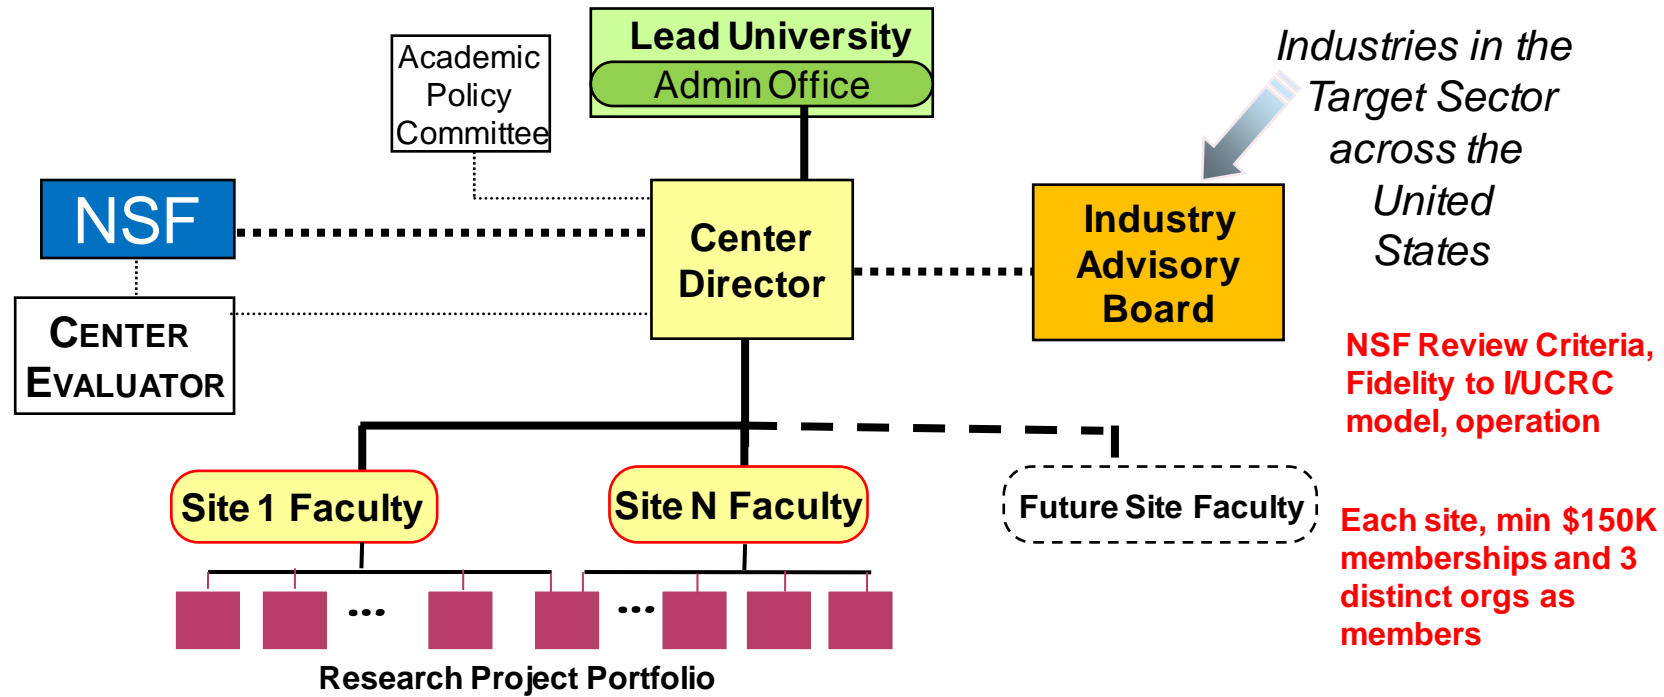 Lead University
Admin Office
Academic
Policy
Committee
Industries in the
Target Sector
across the
United
States
NSF
Center
Director
Industry
Advisory
Board
CENTER
EVALUATOR
NSF Review Criteria,
Fidelity to I/UCRC
model, operation
Site 1 Faculty
Site N Faculty
Future Site Faculty
Each site, min $150K
memberships and 3
distinct orgs as
members
...
...
Research Project Portfolio